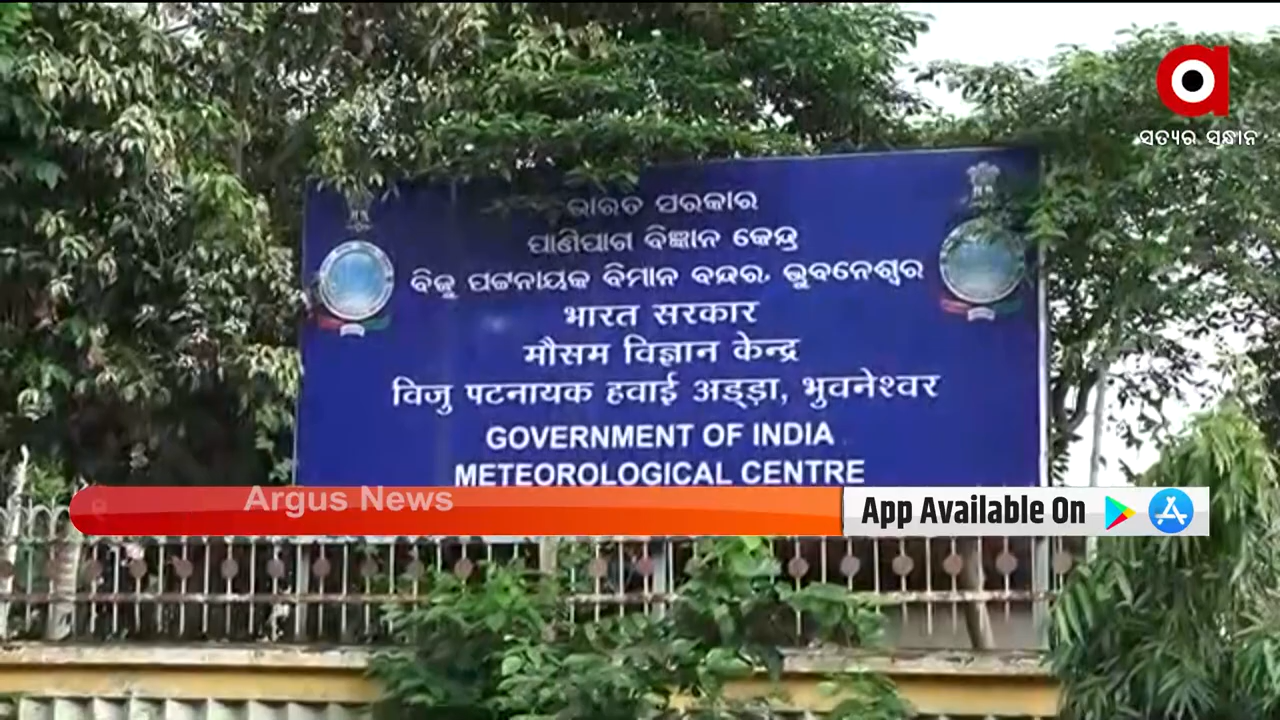 ସତ୍ୟର ସନ୍ଧାନ
ଭାରତ ସରକାର
ପାଣିପାଗ ବିଜ୍ଞାନ କେନ୍ଦ୍ର
ବିଜୁ ପଟ୍ଟନାୟକ ବିମାନ ବନ୍ଦର, ଭୁବନେଶ୍ୱର
भारत सरकार
मौसम विज्ञान केन्द्र
विजु पटनायक हवाई अड्ड़ा, भुवनेश्वर
GOVERNMENT OF INDIA
METEOROLOGICAL CENTRE
Argus News
App Available On